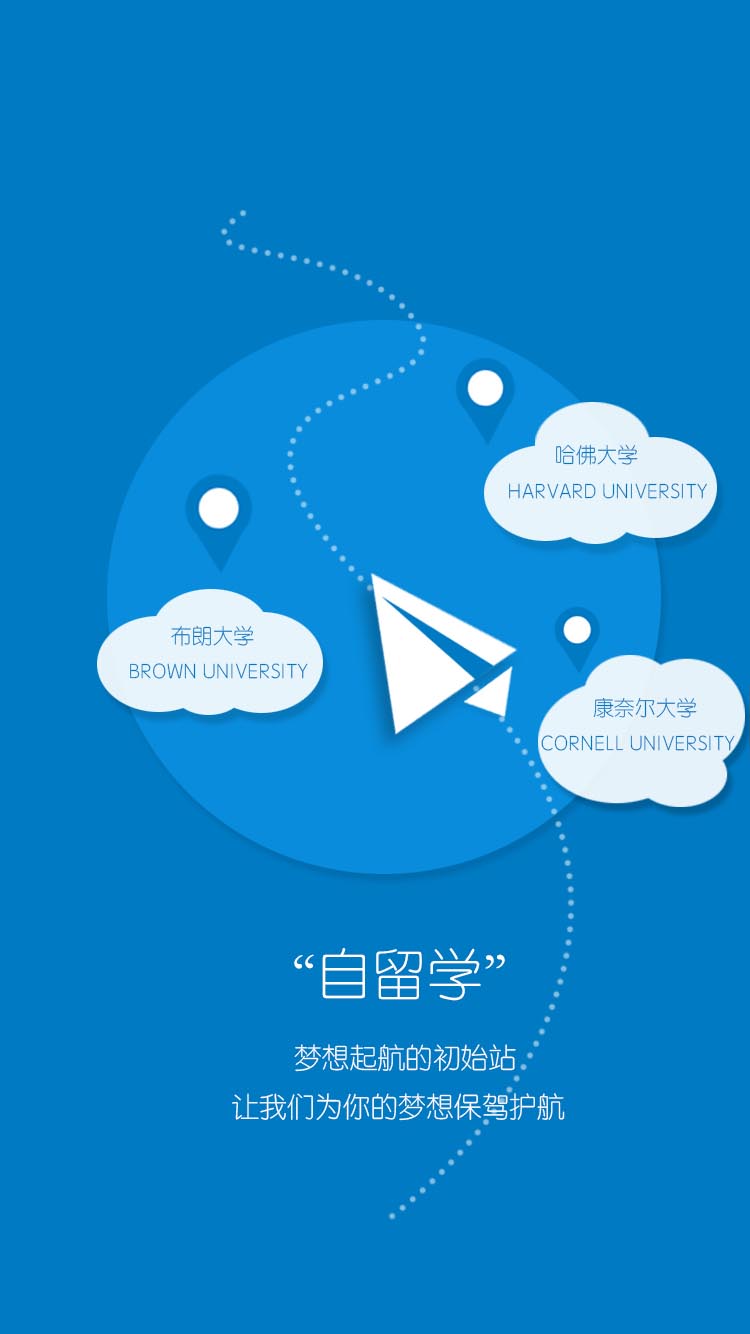 哈佛大学
HARVARD UNIVERSITY
布朗大学
BROWN UNIVERSITY
康奈尔大学
CORNELL UNIVERSITY
“自留学”
梦想起航的初始站
让我们为你的梦想保驾护航